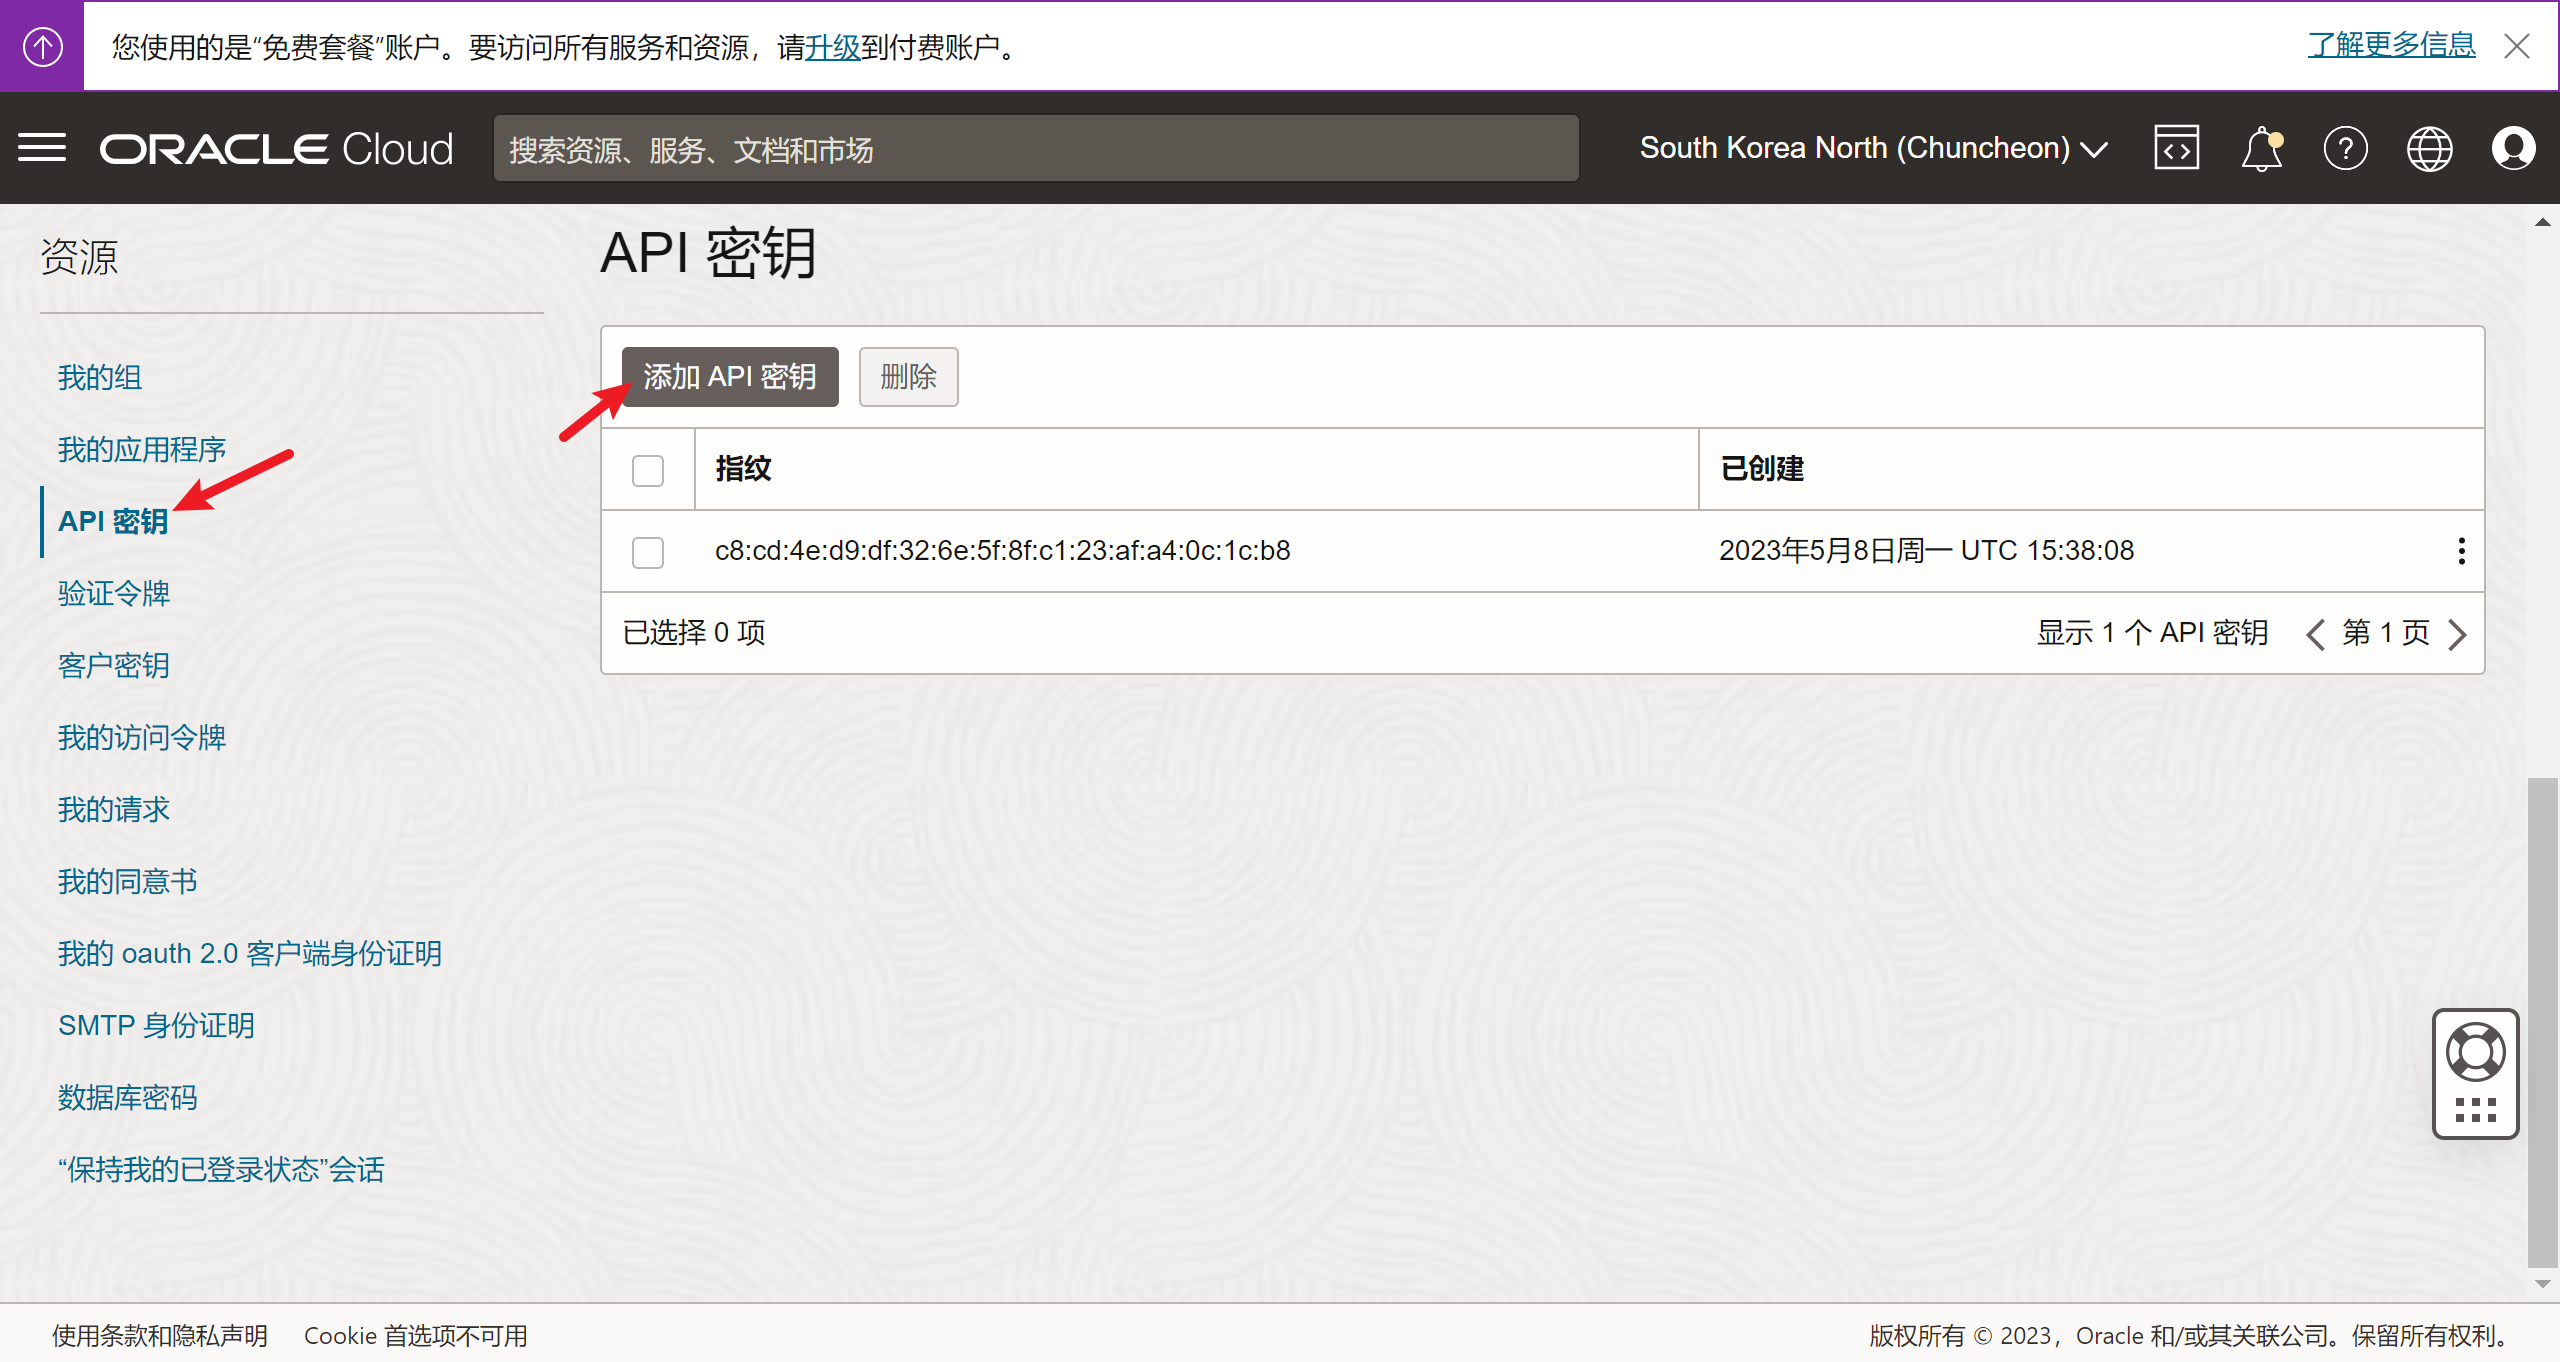 您使用的是“免费套餐”账户。要访问所有服务和资源，请升级到付费账户。
了解更多信息
ORACLE Cloud
搜索资源、服务、文档和市场
South Korea North (Chuncheon)
资源
我的组
我的应用程序
API 密钥
验证令牌
客户密钥
我的访问令牌
我的请求
我的同意书
我的 oauth 2.0 客户端身份证明
SMTP 身份证明
数据库密码
“保持我的已登录状态”会话
API 密钥
添加 API 密钥
删除
指纹
已创建
c8:cd:4e:d9:df:32:6e:5f:8f:c1:23:af:a4:0c:1c:b8
2023年5月8日周一 UTC 15:38:08
已选择 0 项
显示 1 个 API 密钥
第 1 页
使用条款和隐私声明
Cookie 首选项不可用
版权所有 © 2023，Oracle 和/或其关联公司。保留所有权利。